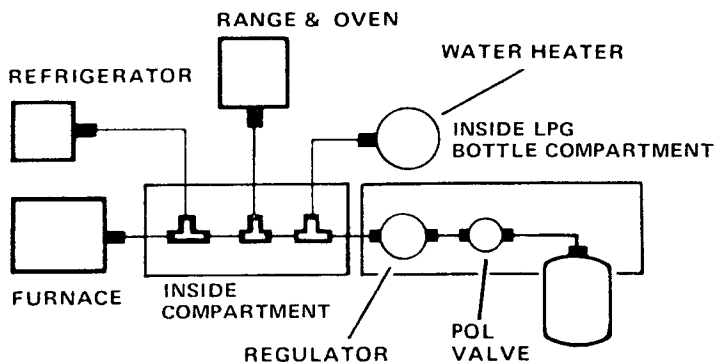 RANGE & OVEN
WATER HEATER
REFRIGERATOR
INSIDE LPG
BOTTLE COMPARTMENT
FURNACE
INSIDE
COMPARTMENT
REGULATOR
POL
VALVE